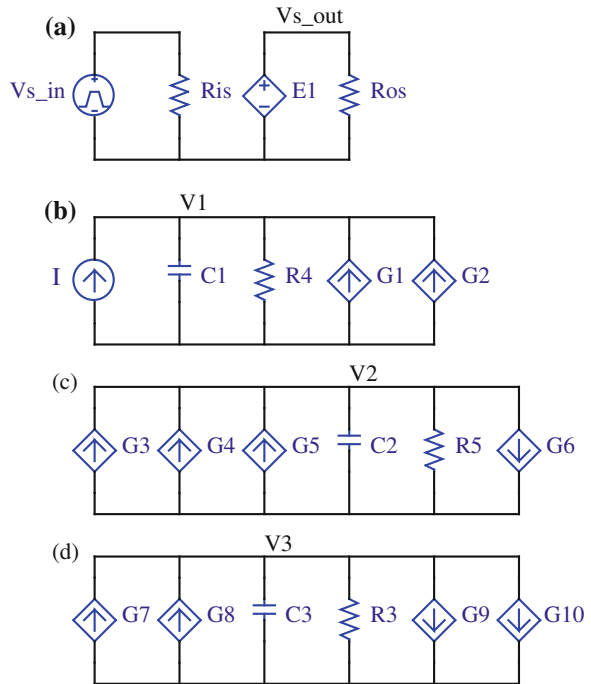 (a)
Vs_out
Vs_in
Ris
E1
Ros
(b)
V1
I
C1
R4
G1
G2
(c)
V2
G3
G4
G5
C2
R5
G6
(d)
V3
G7
G8
C3
R3
G9
G10